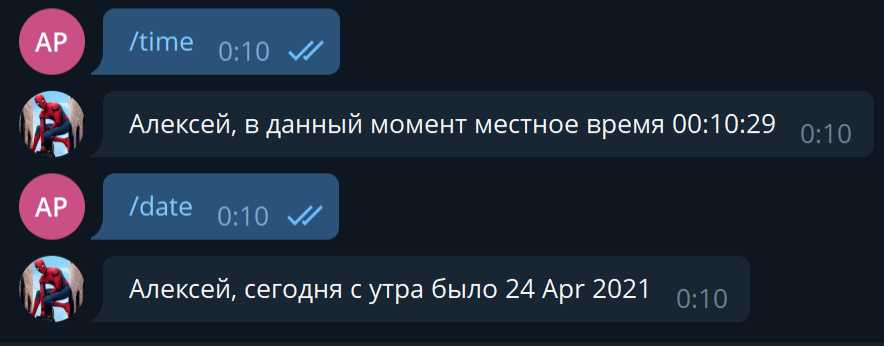 AP
/time 0:10
Алексей, в данный момент местное время 00:10:29 0:10
AP
/date 0:10
Алексей, сегодня с утра было 24 Apr 2021 0:10